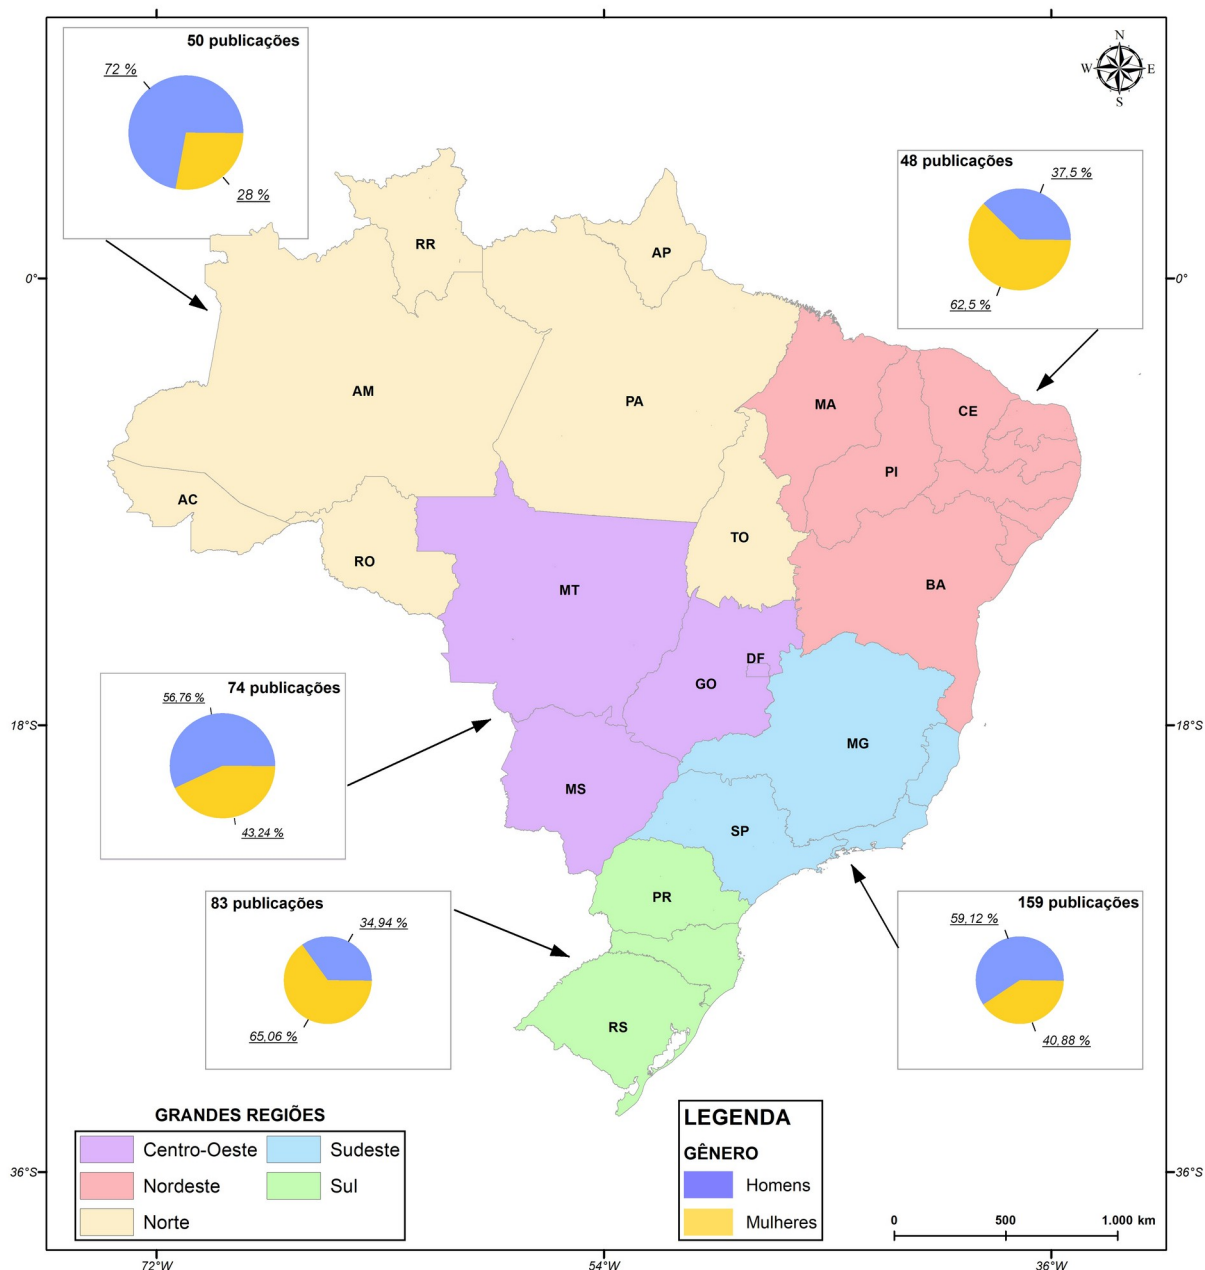 50 publicações
72 %
28 %
N
W
E
S
48 publicações
37,5 %
62,5 %
RR
AP
0°
0°
AM
PA
MA
CE
PI
AC
RO
TO
MT
BA
DF
GO
74 publicações
56,76 %
43,24 %
18°S
18°S
MG
MS
SP
PR
83 publicações
34,94 %
65,06 %
159 publicações
59,12 %
40,88 %
RS
GRANDES REGIÕES
Centro-Oeste
Sudeste
Nordeste
Sul
Norte
LEGENDA
GÊNERO
Homens
Mulheres
36°S
36°S
0
500
1.000 km
72°W
54°W
36°W